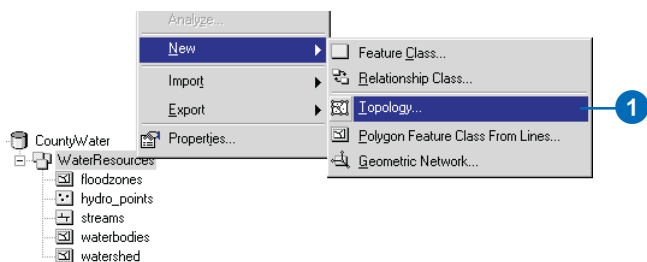 Analyze...
New
Import
Export
Properties...
Feature Class...
Relationship Class...
Topology...
Polygon Feature Class From Lines...
Geometric Network...
1
CountyWater
WaterResources
floodzones
hydro_points
streams
waterbodies
watershed